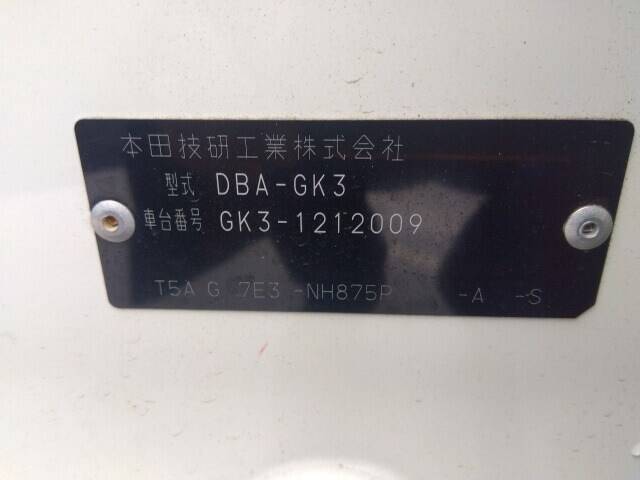 本田技研工業株式会社
型式 DBA-GK3
車台番号 GK3-1212009
T5A G 7E3 -NH875P -A -S